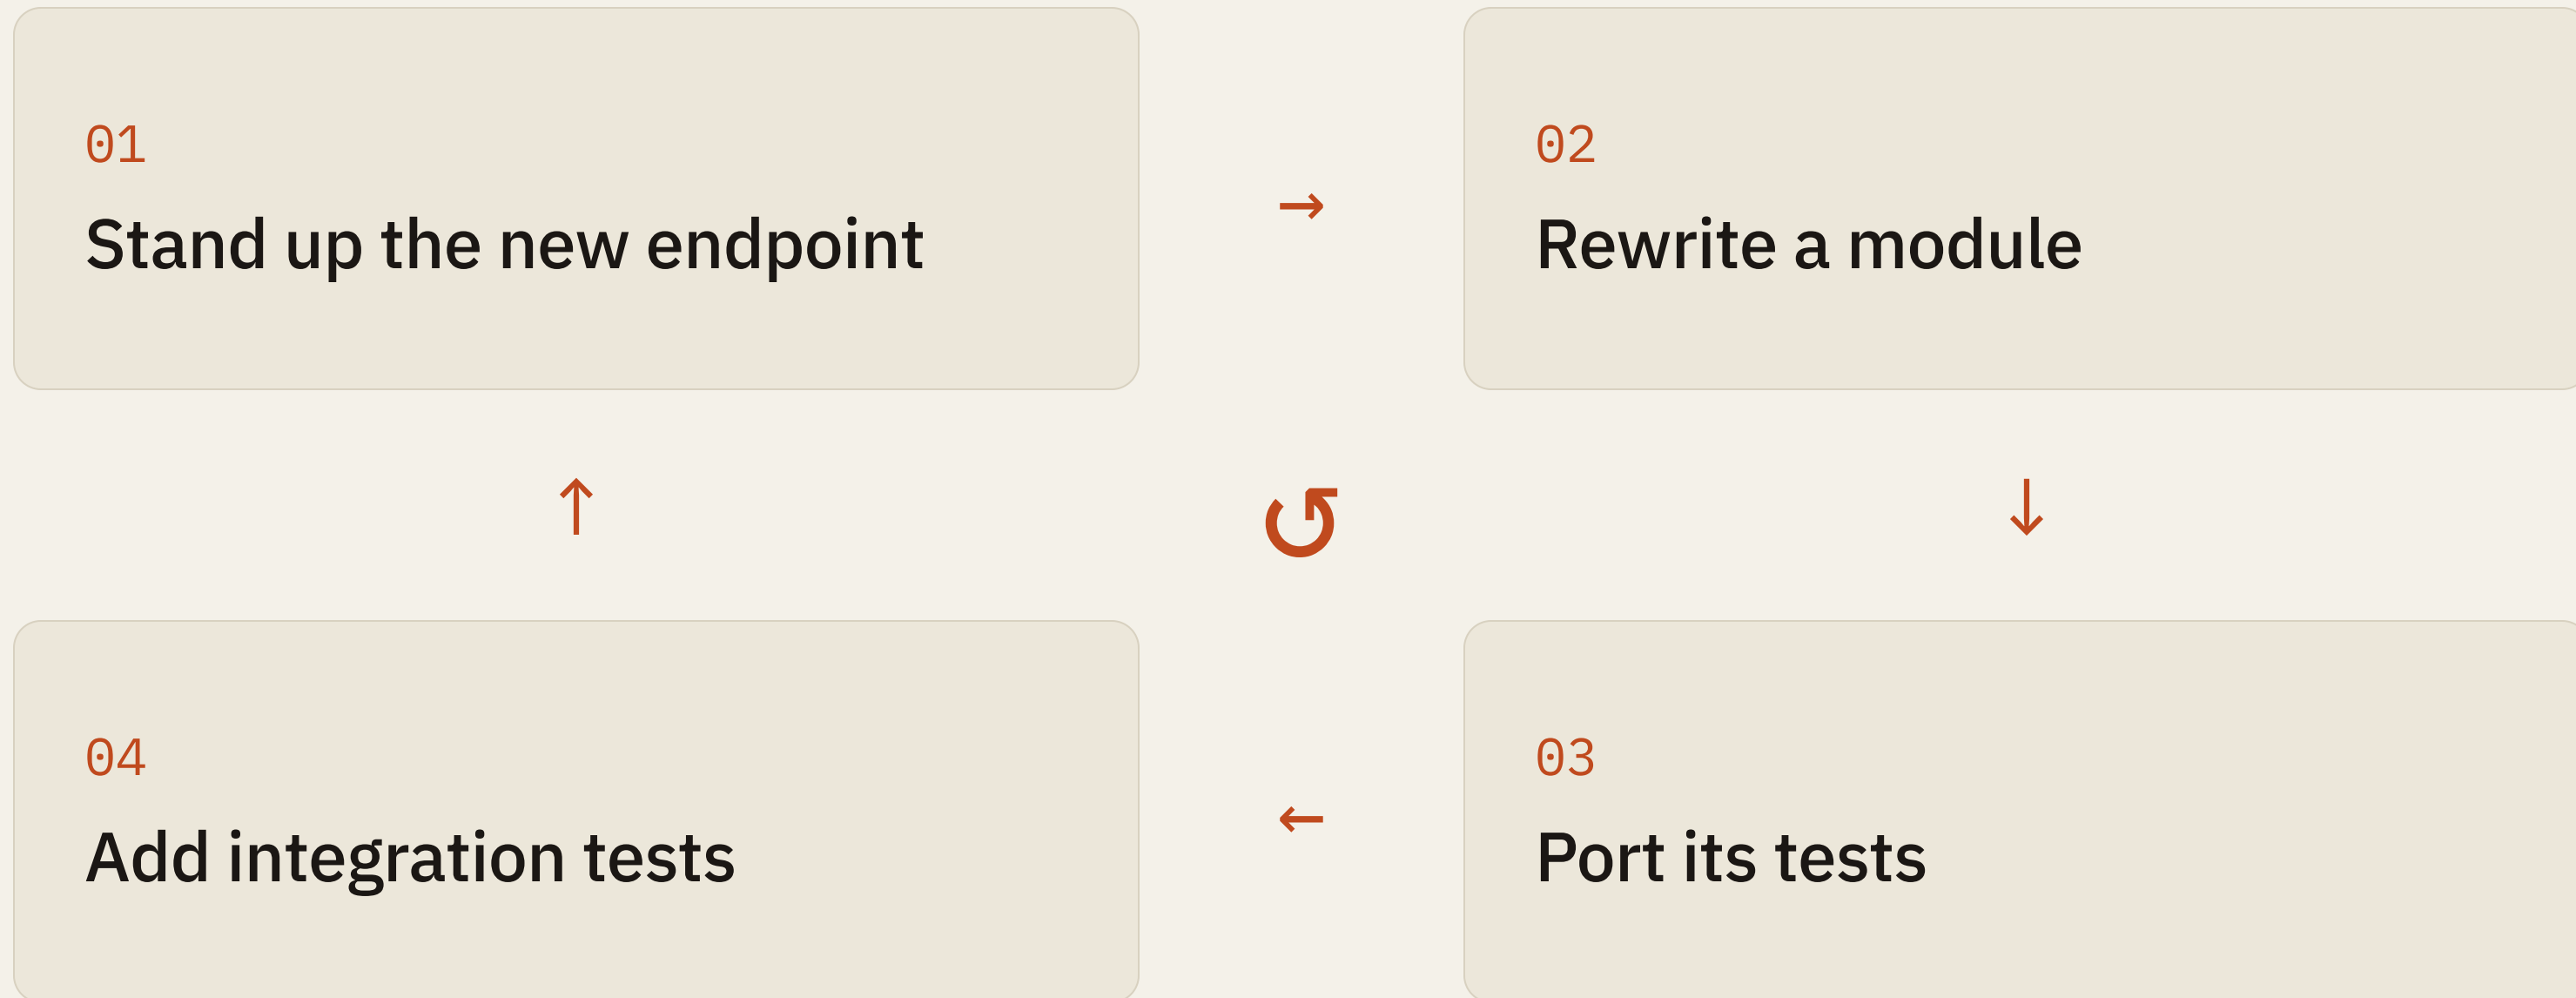 01
Stand up the new endpoint
→
02
Rewrite a module
↑
↺
↓
04
Add integration tests
←
03
Port its tests